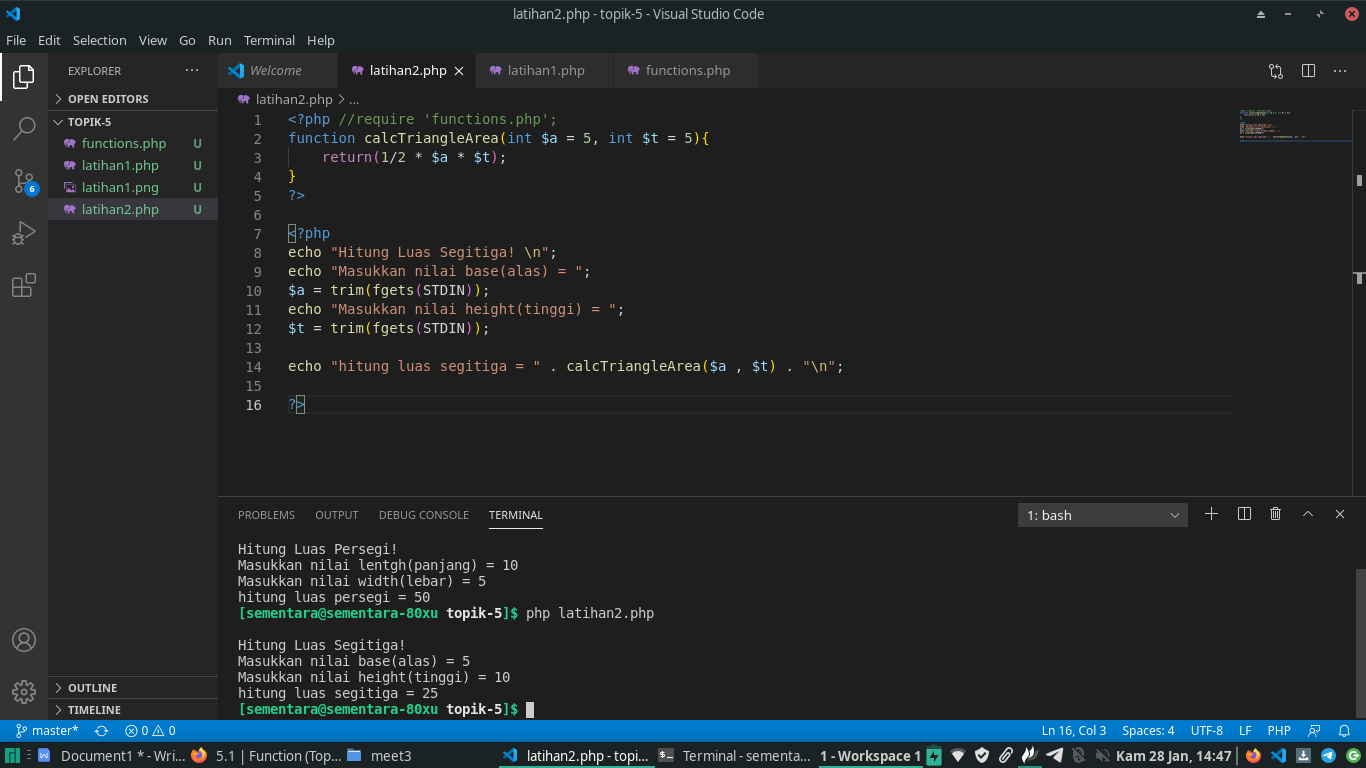 latihan2.php - topik-5 - Visual Studio Code
File Edit Selection View Go Run Terminal Help
EXPLORER
OPEN EDITORS
TOPIK-5
functions.php U
latihan1.php U
latihan1.png U
latihan2.php U
6
OUTLINE
TIMELINE
Welcome latihan2.php latihan1.php functions.php
latihan2.php > ...
1 <?php //require 'functions.php';
2 function calcTriangleArea(int $a = 5, int $t = 5){
3 return(1/2 * $a * $t);
4 }
5 ?>
6
7 <?php
8 echo "Hitung Luas Segitiga! \n";
9 echo "Masukkan nilai base(alas) = ";
10 $a = trim(fgets(STDIN));
11 echo "Masukkan nilai height(tinggi) = ";
12 $t = trim(fgets(STDIN));
13
14 echo "hitung luas segitiga = " . calcTriangleArea($a , $t) . "\n";
15
16 ?>
PROBLEMS OUTPUT DEBUG CONSOLE TERMINAL 1: bash
Hitung Luas Persegi!
Masukkan nilai lentgh(panjang) = 10
Masukkan nilai width(lebar) = 5
hitung luas persegi = 50
[sementara@sementara-80xu topik-5]$ php latihan2.php
Hitung Luas Segitiga!
Masukkan nilai base(alas) = 5
Masukkan nilai height(tinggi) = 10
hitung luas segitiga = 25
[sementara@sementara-80xu topik-5]$
master* 0 0 Ln 16, Col 3 Spaces: 4 UTF-8 LF PHP
Document1 * - Wri... 5.1 | Function (Top... meet3 latihan2.php - topi... Terminal - sementa... 1 - Workspace 1 Kam 28 Jan, 14:47